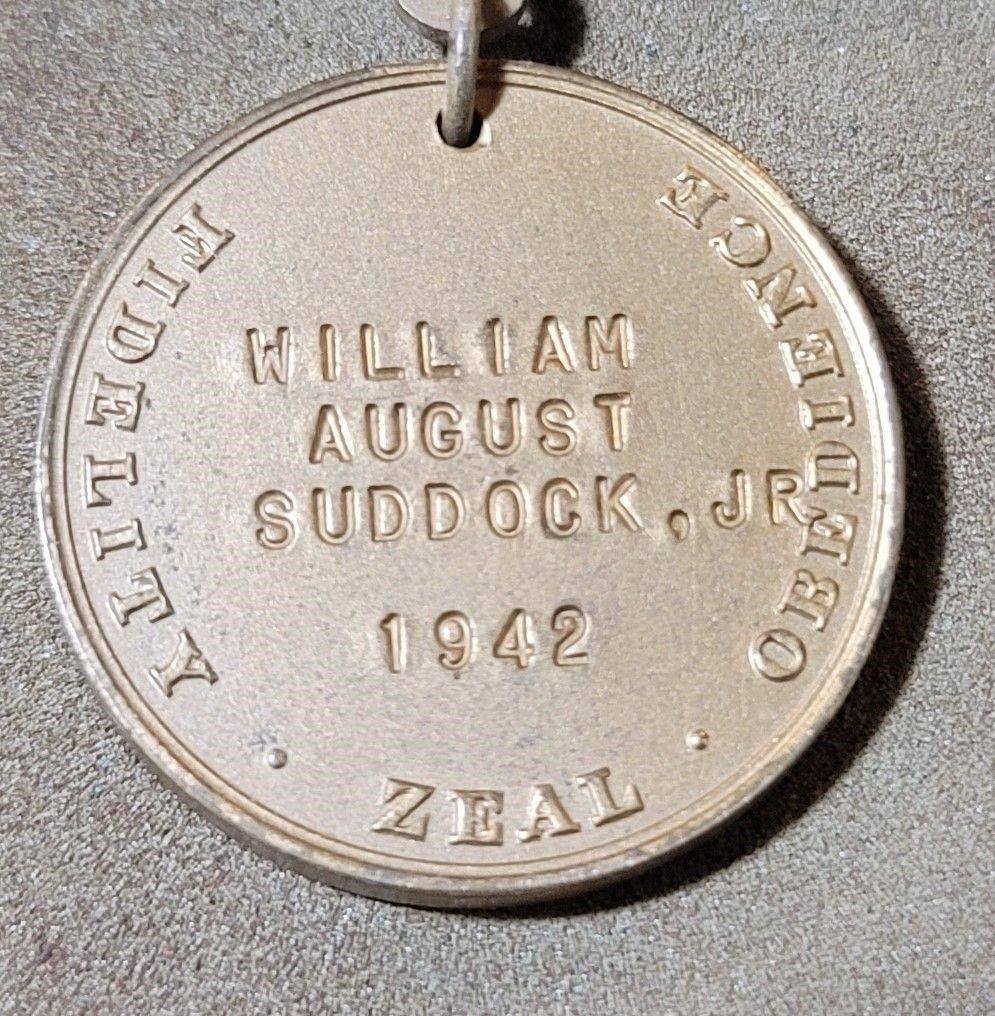 FIDELITY
ZEAL
OBEDIENCE
WILLIAM
AUGUST
SUDDOCK, JR
1942